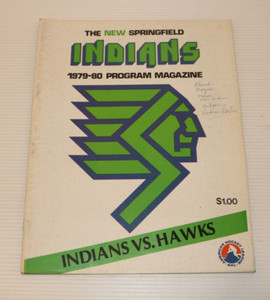 THE NEW SPRINGFIELD
INDIANS
1979-80 PROGRAM MAGAZINE
$1.00
INDIANS VS. HAWKS